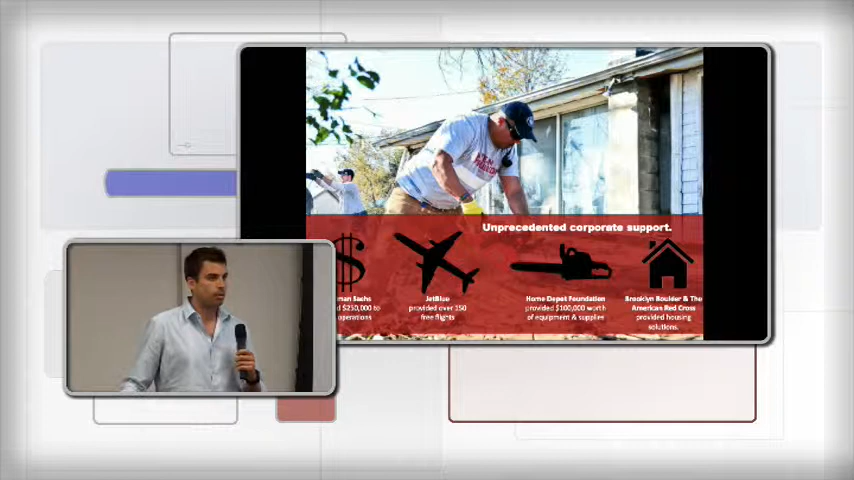 Unprecedented corporate support.
man Sachs
d $250,000 to
operations
JetBlue
provided over 150
free flights
Home Depot Foundation
provided $100,000 worth
of equipment & supplies
Brooklyn Boulder & The
American Red Cross
provided housing
solutions.